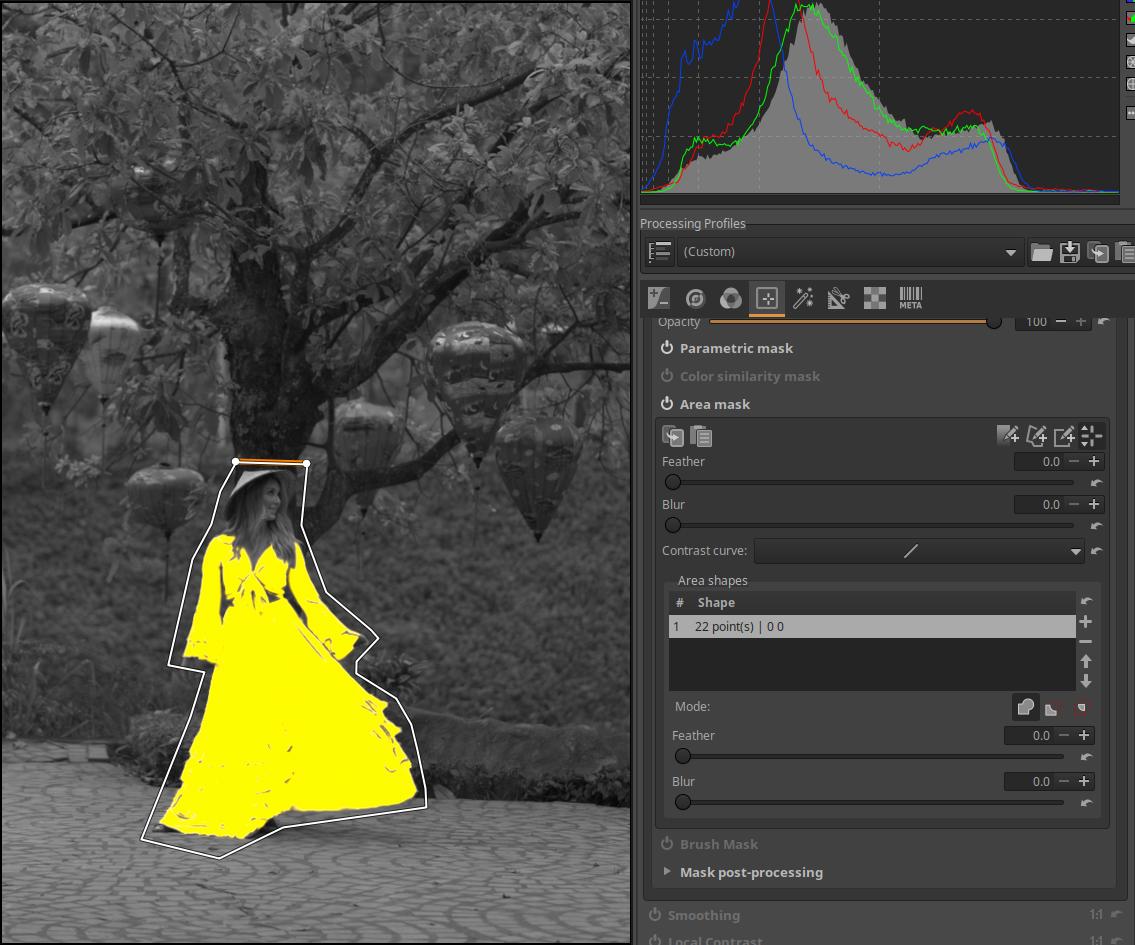 Processing Profiles
(Custom)
META
Opacity 100
Parametric mask
Color similarity mask
Area mask
Feather 0.0
Blur 0.0
Contrast curve:
Area shapes
# Shape
1 22 point(s) | 0 0
Mode:
Feather 0.0
Blur 0.0
Brush Mask
Mask post-processing
Smoothing 1:1
Local Contrast 1:1